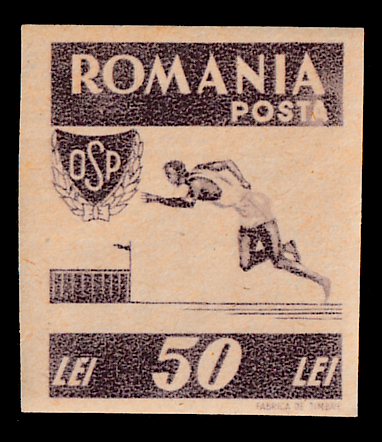 ROMANIA
POSTA
OSP
LEI 50 LEI
FABRICA DE TIMBRE